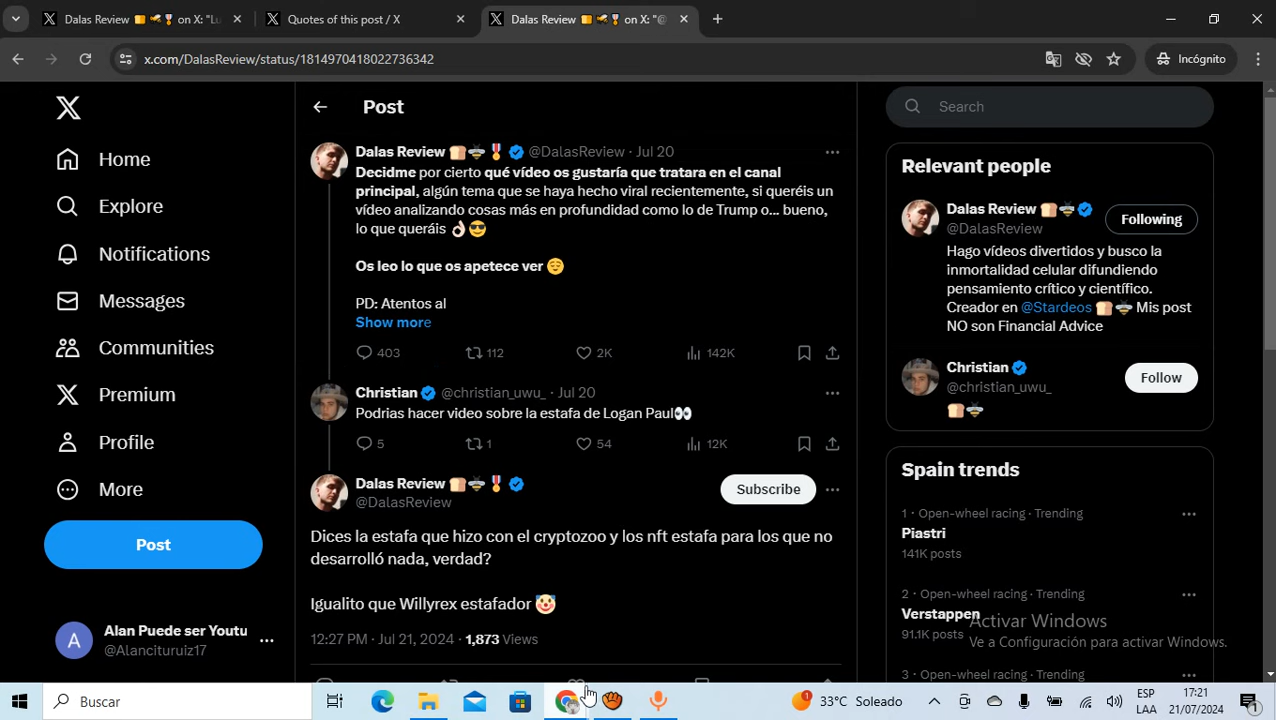 Dales Review 🍞🐝🎖️ on X: "Lu
Quotes of this post / X
Dalas Review 🍞🐝🎖️ on X: "@
x.com/DalasReview/status/1814970418022736342
Incógnito
Post
Search
Home
Explore
Notifications
Messages
Communities
Premium
Profile
More
Post
Alan Puede ser Youtu
@Alancituruiz17
Dalas Review 🍞🐝🎖️ @DalasReview · Jul 20
Decidme por cierto qué vídeo os gustaría que tratara en el canal
principal, algún tema que se haya hecho viral recientemente, si queréis un
vídeo analizando cosas más en profundidad como lo de Trump o... bueno,
lo que queráis 👌🏻😎
Os leo lo que os apetece ver 😌
PD: Atentos al
Show more
403 112 2K 142K
Christian @christian_uwu_ · Jul 20
Podrias hacer video sobre la estafa de Logan Paul👀
5 1 54 12K
Dalas Review 🍞🐝🎖️
@DalasReview
Subscribe
Dices la estafa que hizo con el cryptozoo y los nft estafa para los que no
desarrolló nada, verdad?
Igualito que Willyrex estafador 🤡
12:27 PM · Jul 21, 2024 · 1,873 Views
Relevant people
Dalas Review 🍞🐝
@DalasReview
Following
Hago vídeos divertidos y busco la
inmortalidad celular difundiendo
pensamiento crítico y científico.
Creador en @Stardeos 🍞🐝 Mis post
NO son Financial Advice
Christian
@christian_uwu_
Follow
🍞🐝
Spain trends
1 · Open-wheel racing · Trending
Piastri
141K posts
2 · Open-wheel racing · Trending
Verstappen
91.1K posts
3 · Open-wheel racing · Trending
Activar Windows
Ve a Configuración para activar Windows.
Buscar
1
33°C Soleado
ESP
LAA
17:21
21/07/2024
1